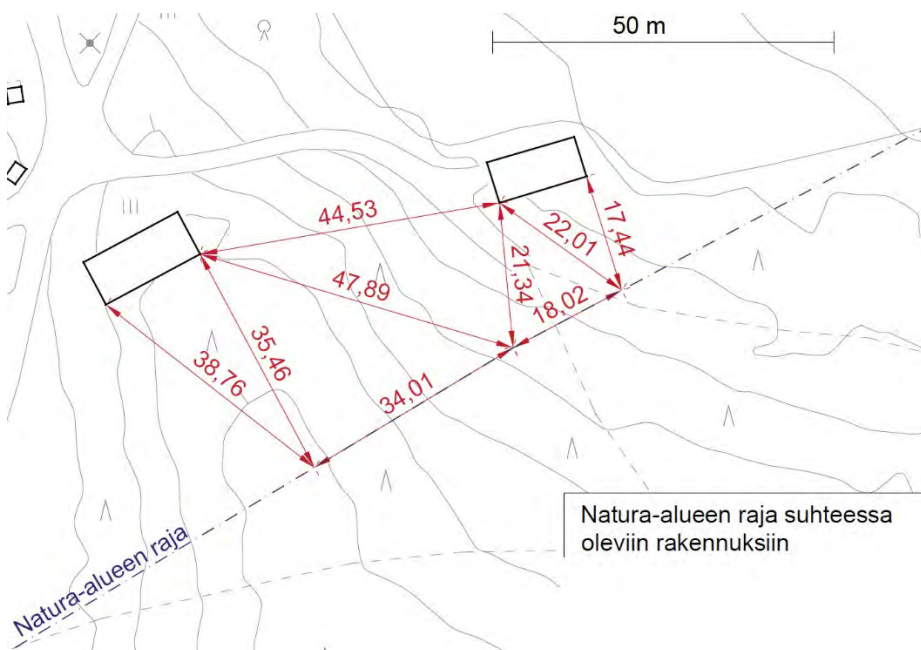 50 m
44,53
17,44
22,01
21,34
47,89
18,02
35,46
38,76
34,01
Natura-alueen raja
Natura-alueen raja suhteessa
oleviin rakennuksiin